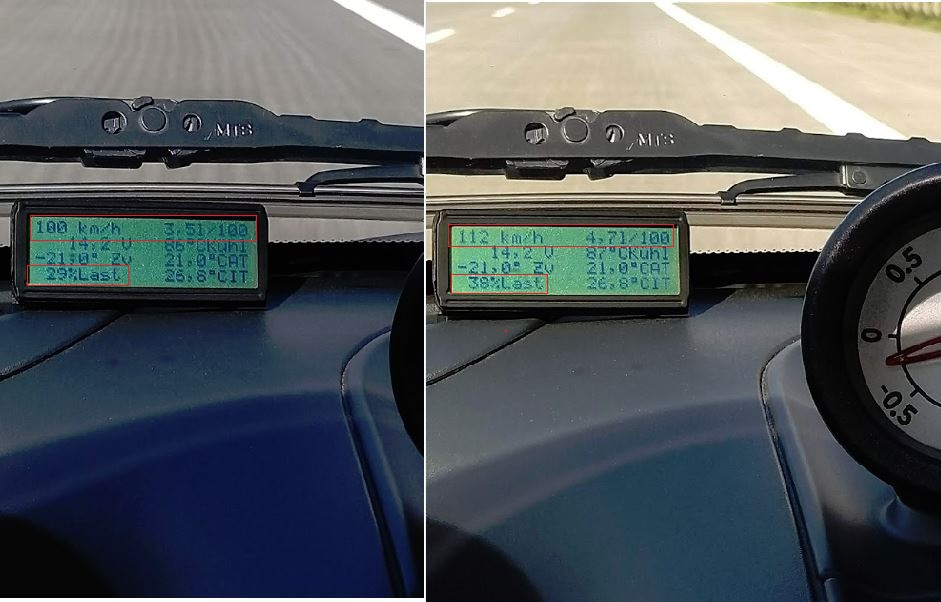 MTS
100 km/h 3.5l/100
14.2 V 86°CKuhl
-21.0° Zv 21.0°CAT
29%Last 26.8°CIT
MTS
112 km/h 4.7l/100
14.2 V 87°CKuhl
-21.0° Zv 21.0°CAT
38%Last 26.8°CIT
0.5
0
-0.5